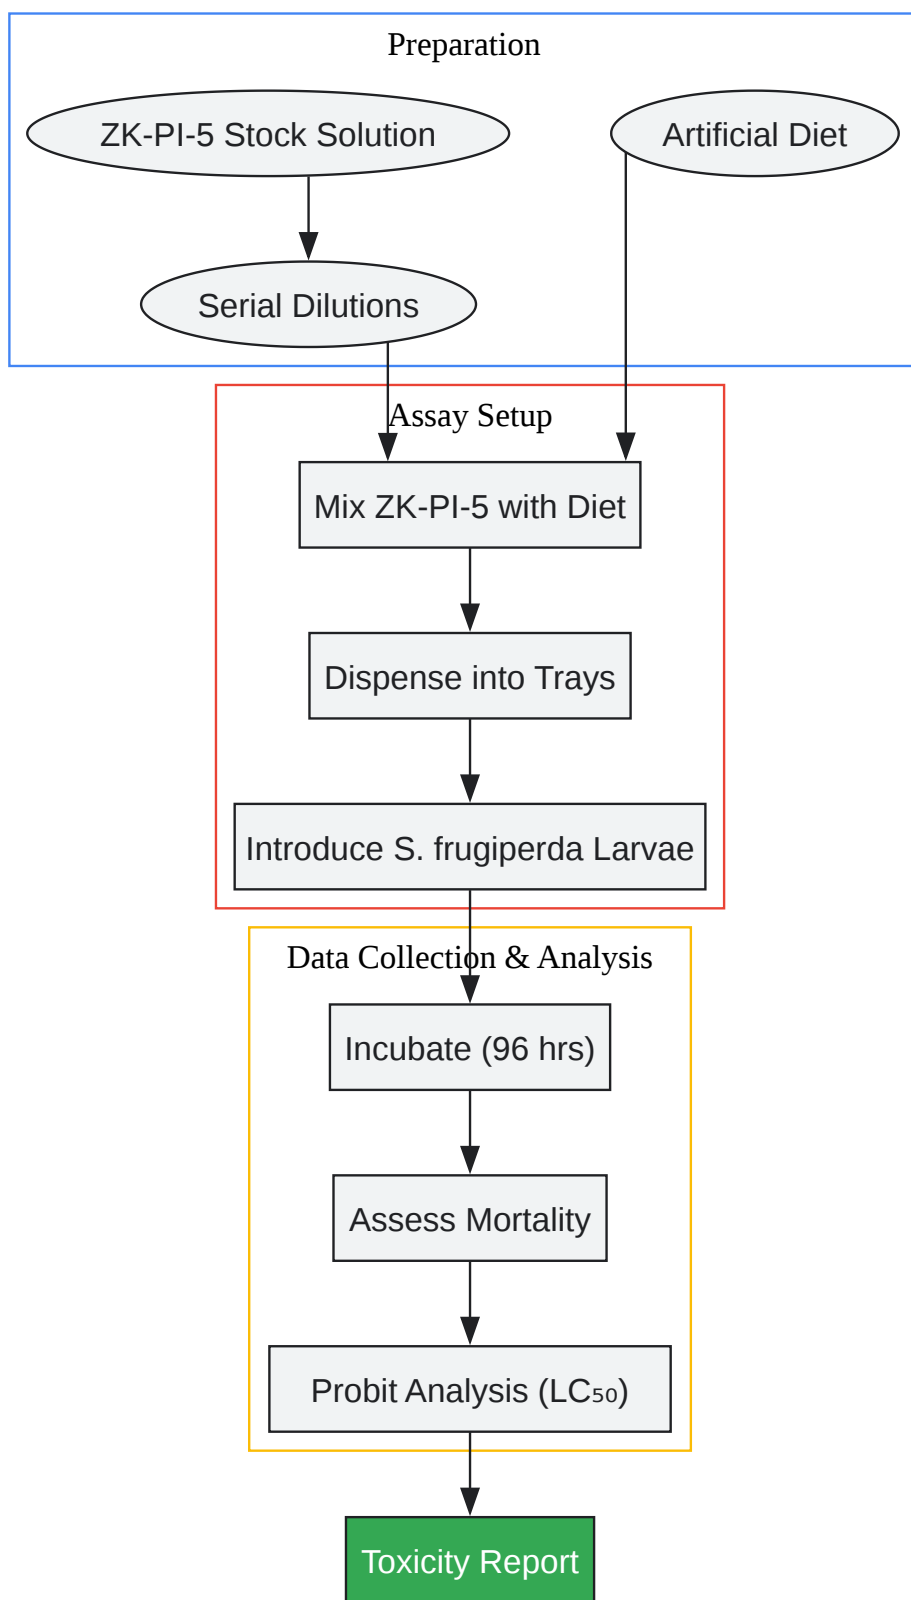 Preparation
ZK-PI-5 Stock Solution
Artificial Diet
Serial Dilutions
Assay Setup
Mix ZK-PI-5 with Diet
Dispense into Trays
Introduce S. frugiperda Larvae
Data Collection & Analysis
Incubate (96 hrs)
Assess Mortality
Probit Analysis (LC₅₀)
Toxicity Report